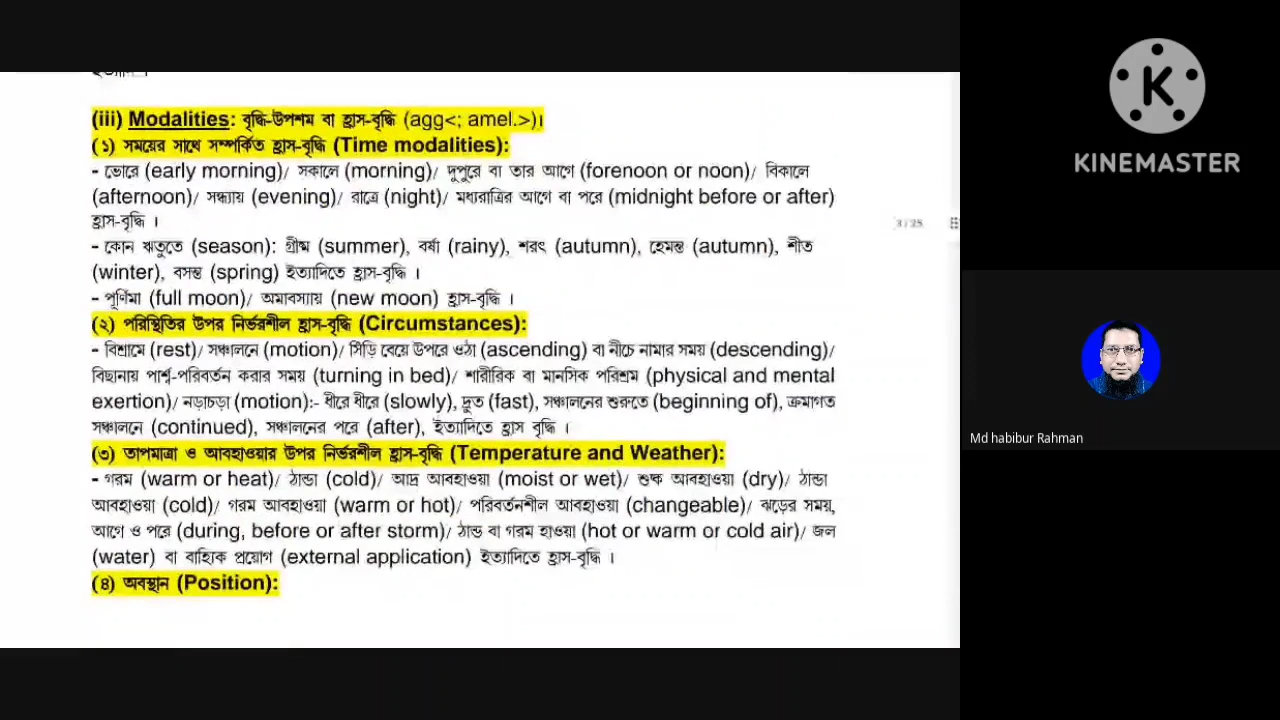 ইত্যাদি।
(iii) Modalities: বৃদ্ধি-উপশম বা হ্রাস-বৃদ্ধি (agg<; amel.>)।
(১) সময়ের সাথে সম্পর্কিত হ্রাস-বৃদ্ধি (Time modalities):
- ভোরে (early morning)/ সকালে (morning)/ দুপুরে বা তার আগে (forenoon or noon)/ বিকালে
(afternoon)/ সন্ধ্যায় (evening)/ রাত্রে (night)/ মধ্যরাত্রির আগে বা পরে (midnight before or after)
হ্রাস-বৃদ্ধি ।
- কোন ঋতুতে (season): গ্রীষ্ম (summer), বর্ষা (rainy), শরৎ (autumn), হেমন্ত (autumn), শীত
(winter), বসন্ত (spring) ইত্যাদিতে হ্রাস-বৃদ্ধি ।
- পূর্ণিমা (full moon)/ অমাবস্যায় (new moon) হ্রাস-বৃদ্ধি ।
(২) পরিস্থিতির উপর নির্ভরশীল হ্রাস-বৃদ্ধি (Circumstances):
- বিশ্রামে (rest)/ সঞ্চালনে (motion)/ সিঁড়ি বেয়ে উপরে ওঠা (ascending) বা নীচে নামার সময় (descending)/
বিছানায় পার্শ্ব-পরিবর্তন করার সময় (turning in bed)/ শারীরিক বা মানসিক পরিশ্রম (physical and mental
exertion)/ নড়াচড়া (motion):- ধীরে ধীরে (slowly), দ্রুত (fast), সঞ্চালনের শুরুতে (beginning of), ক্রমাগত
সঞ্চালনে (continued), সঞ্চালনের পরে (after), ইত্যাদিতে হ্রাস বৃদ্ধি ।
(৩) তাপমাত্রা ও আবহাওয়ার উপর নির্ভরশীল হ্রাস-বৃদ্ধি (Temperature and Weather):
- গরম (warm or heat)/ ঠান্ডা (cold)/ আদ্র আবহাওয়া (moist or wet)/ শুষ্ক আবহাওয়া (dry)/ ঠান্ডা
আবহাওয়া (cold)/ গরম আবহাওয়া (warm or hot)/ পরিবর্তনশীল আবহাওয়া (changeable)/ ঝড়ের সময়,
আগে ও পরে (during, before or after storm)/ ঠান্ড বা গরম হাওয়া (hot or warm or cold air)/ জল
(water) বা বাহ্যিক প্রয়োগ (external application) ইত্যাদিতে হ্রাস-বৃদ্ধি ।
(৪) অবস্থান (Position):
3 / 25
KINEMASTER
Md habibur Rahman